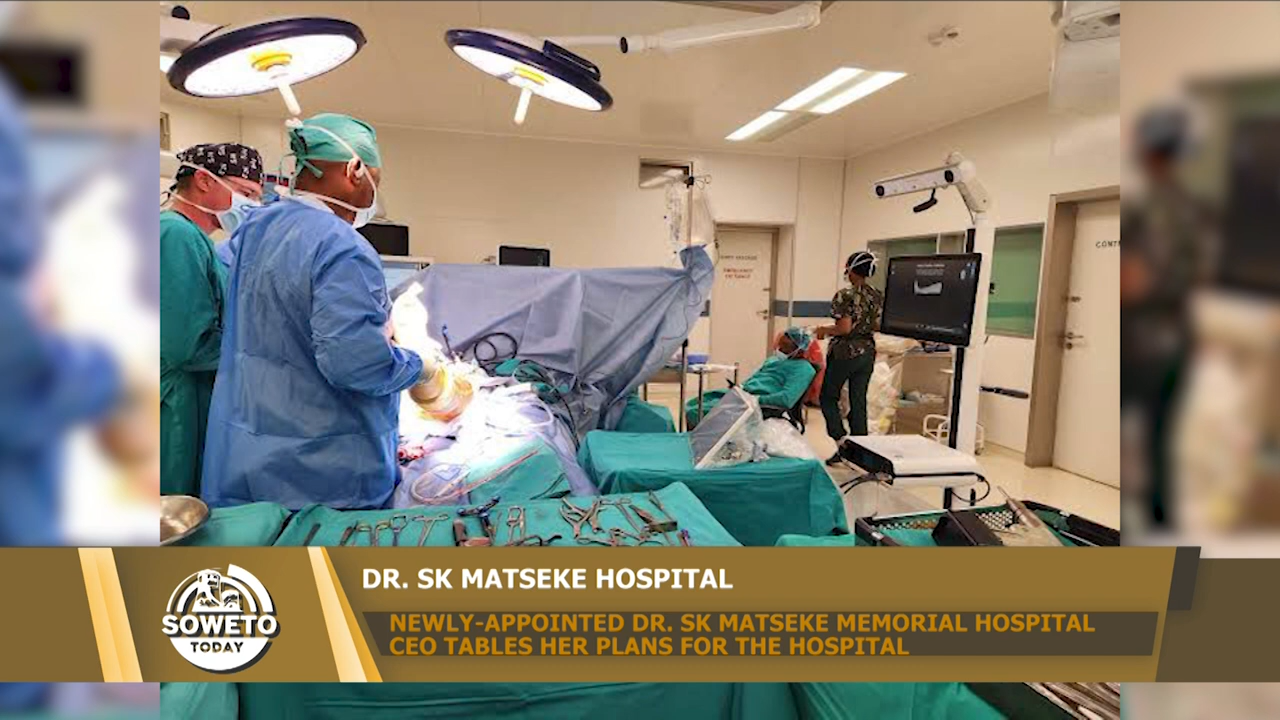 CONT
DR. SK MATSEKE HOSPITAL
SOWETO
TODAY
NEWLY-APPOINTED DR. SK MATSEKE MEMORIAL HOSPITAL
CEO TABLES HER PLANS FOR THE HOSPITAL